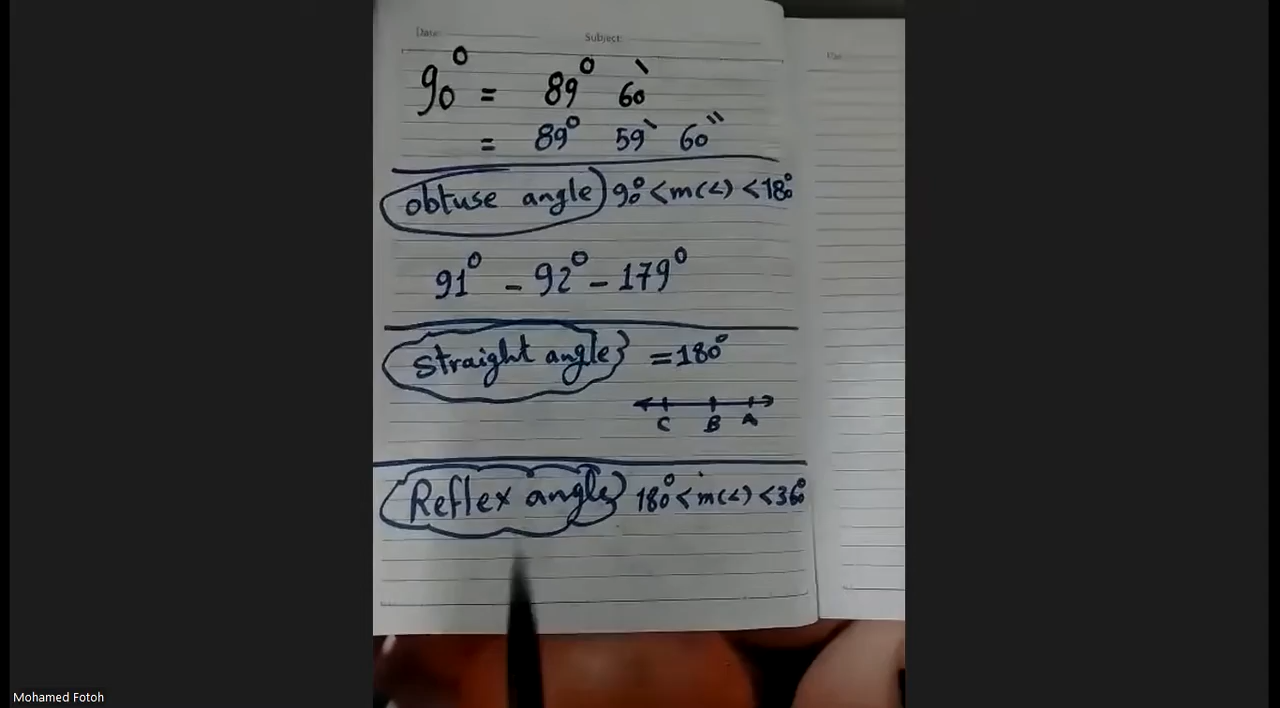 Date: Subject:
90° = 89° 60`
= 89° 59` 60``
obtuse angle 90° < m(∠) < 180°
91° - 92° - 179°
Straight angle = 180°
C B A
Reflex angle 180° < m(∠) < 360°
Mohamed Fotoh